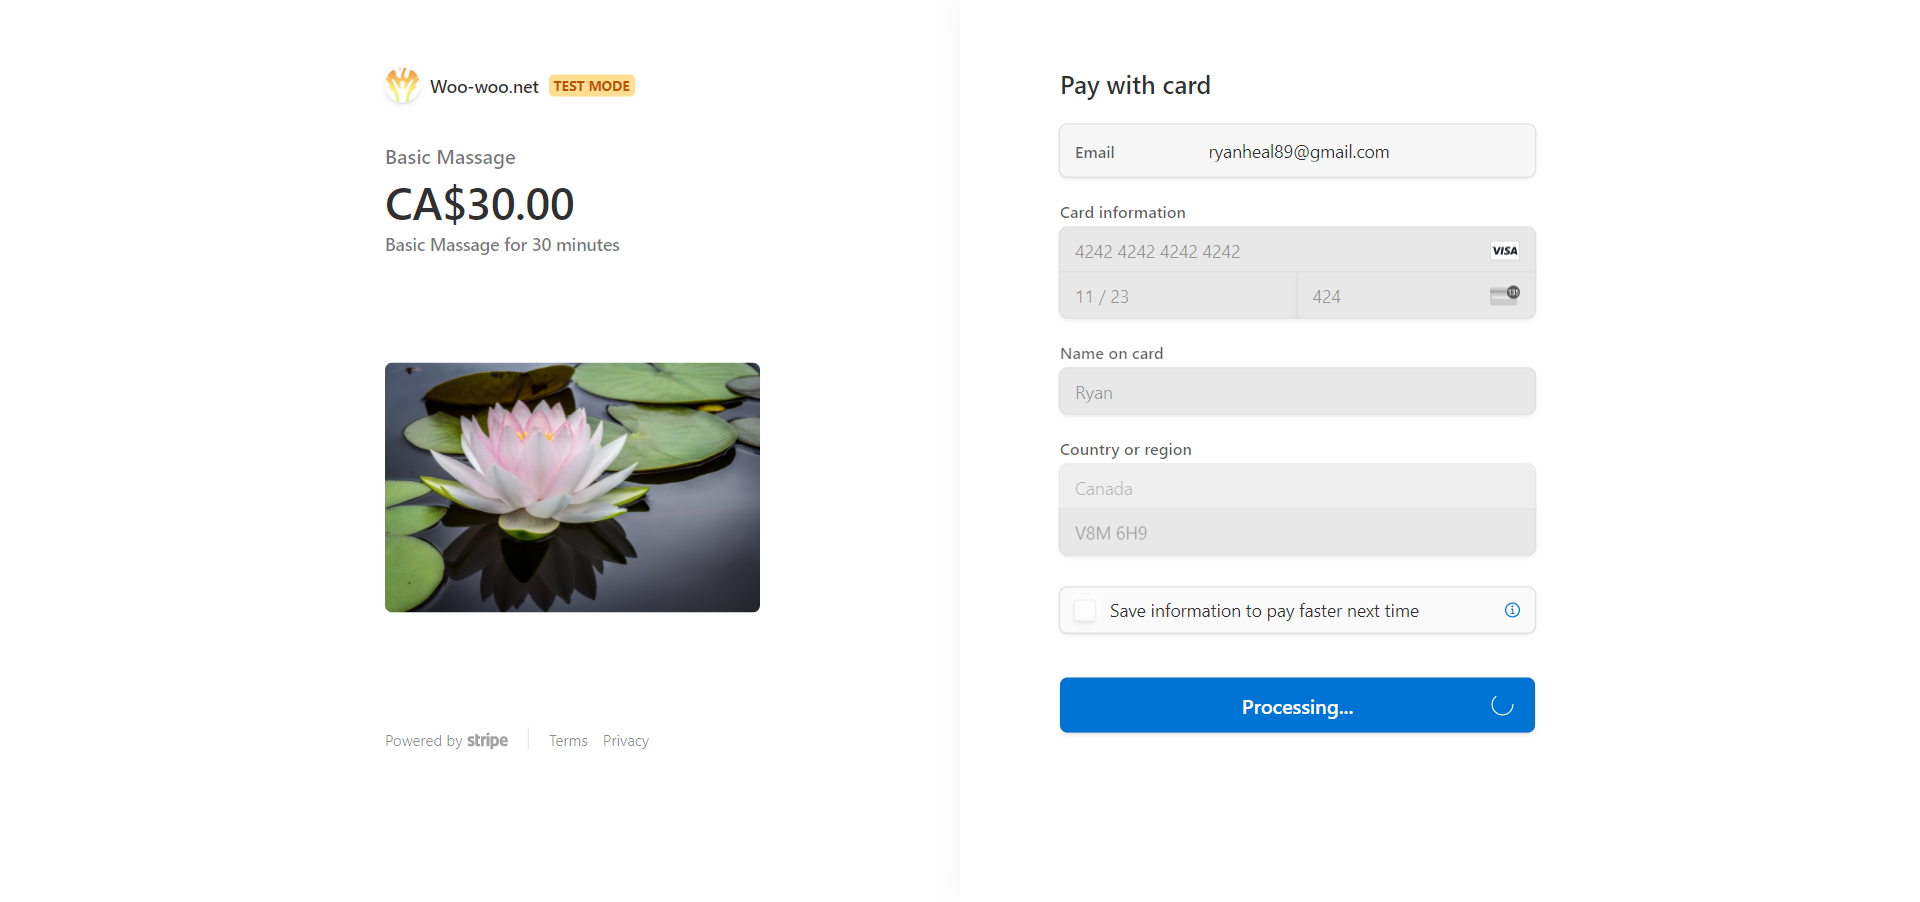 Woo-woo.net TEST MODE
Basic Massage
CA$30.00
Basic Massage for 30 minutes
Powered by stripe
Terms Privacy
Pay with card
Email ryanheal89@gmail.com
Card information
4242 4242 4242 4242 VISA
11 / 23 424 135
Name on card
Ryan
Country or region
Canada
V8M 6H9
Save information to pay faster next time
Processing...